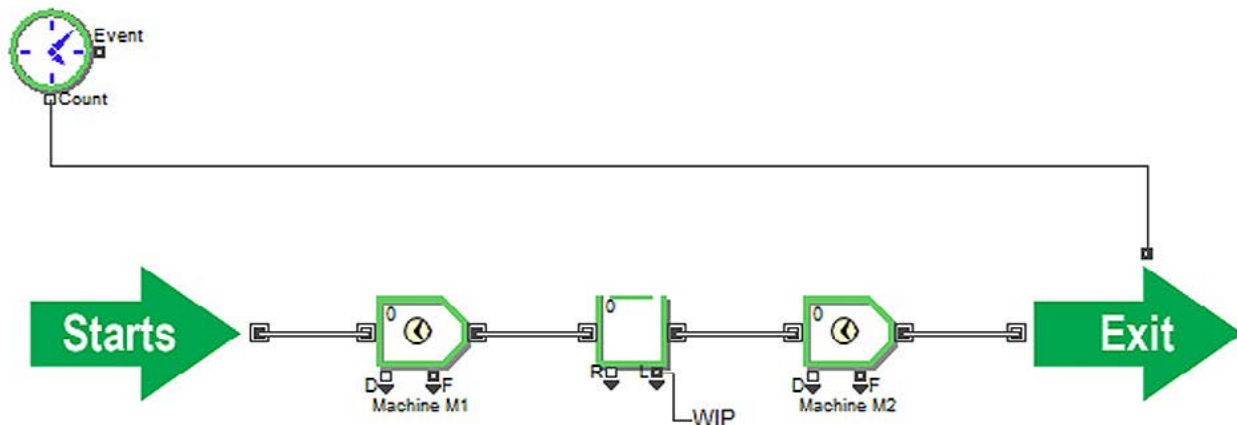 Event
Count
Starts
0
0
0
Exit
D F
R L
D F
Machine M1
Machine M2
WIP